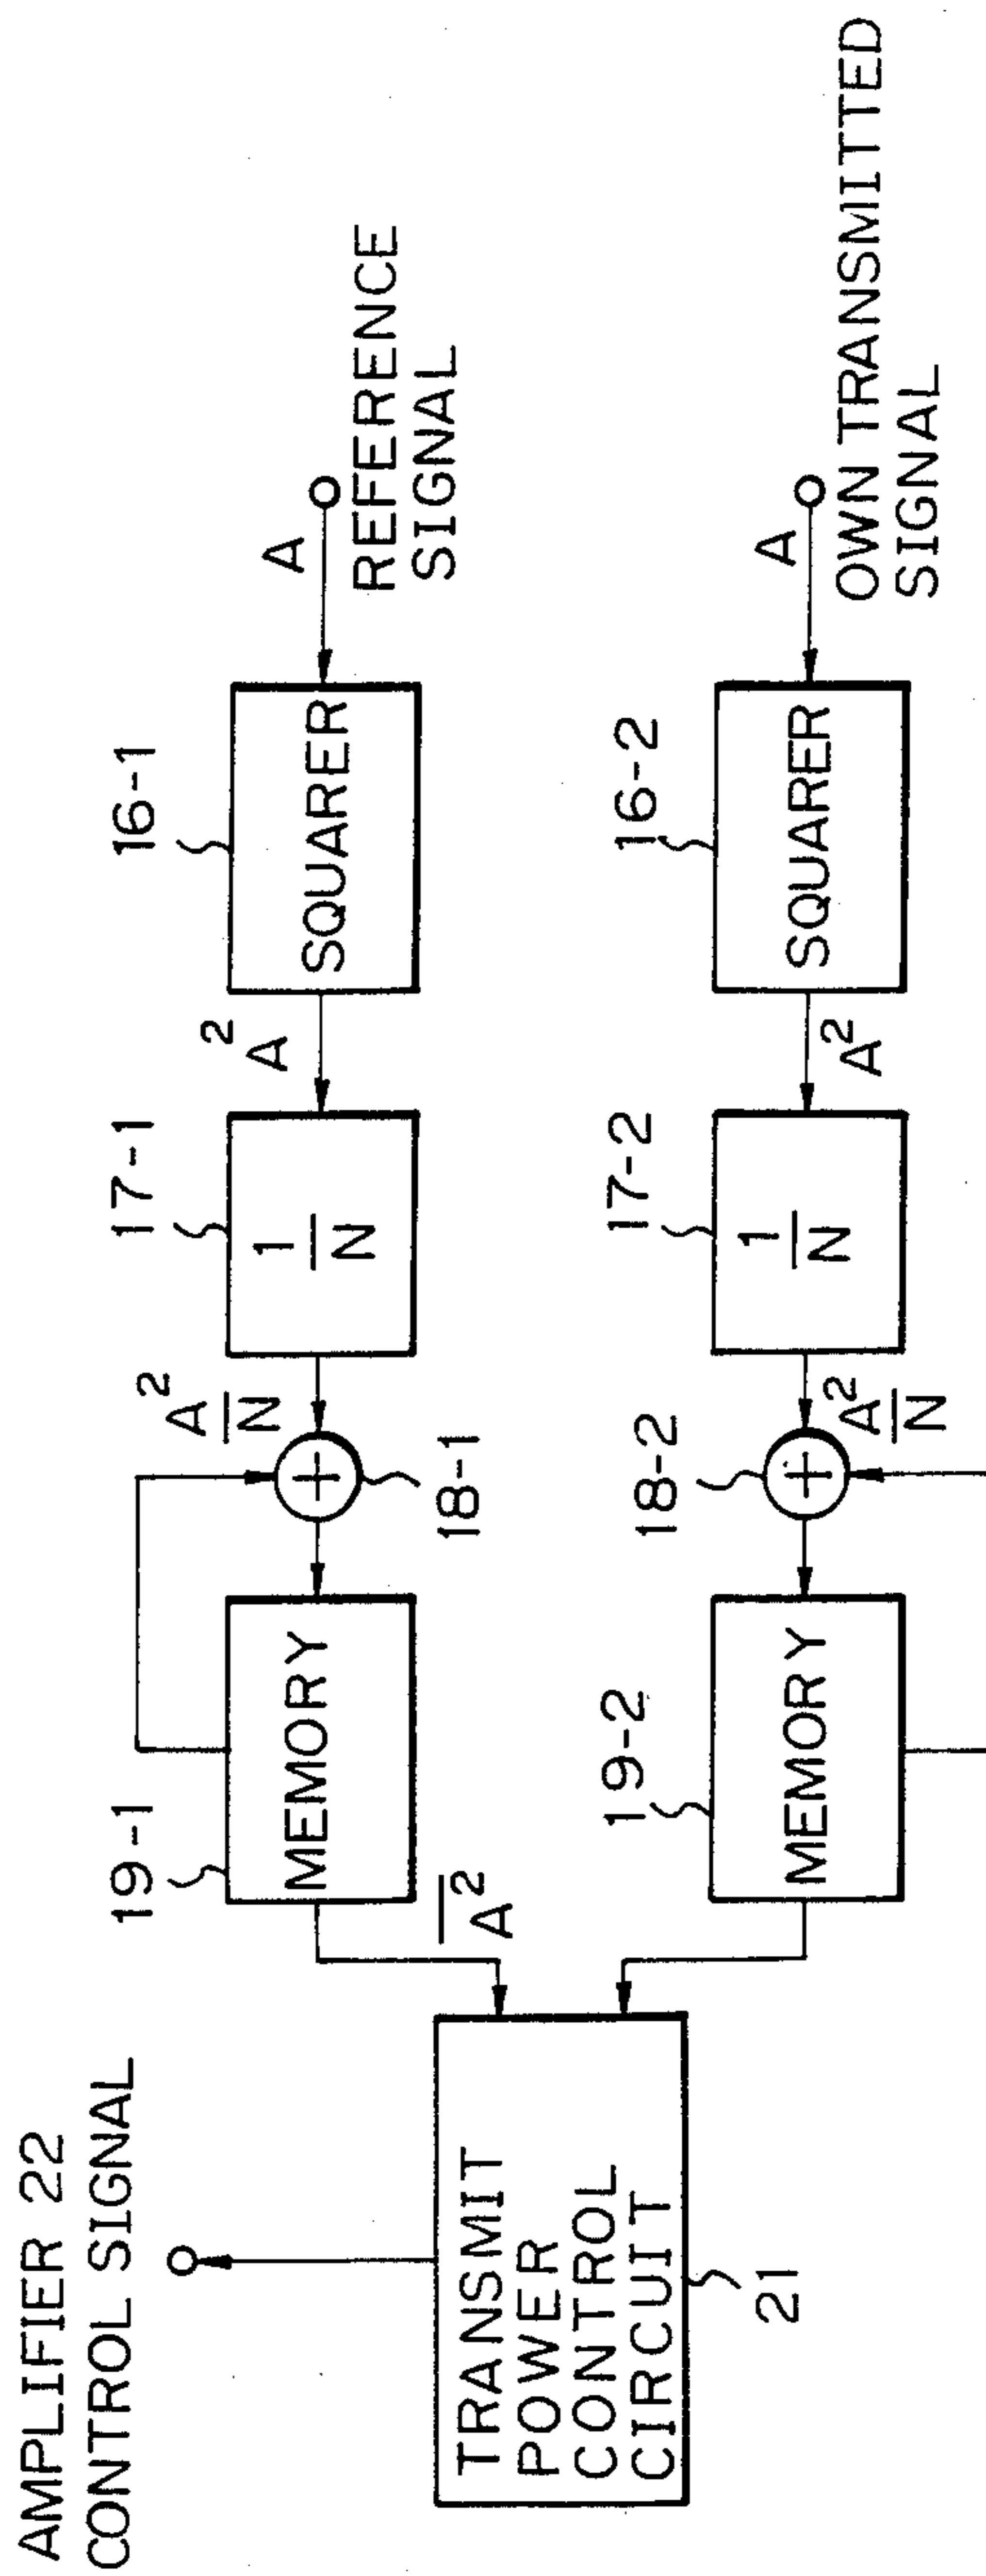 AMPLIFIER 22
CONTROL SIGNAL
TRANSMIT
POWER
CONTROL
CIRCUIT
21
19-1
MEMORY
A²
18-1
A²
N
17-1
1
N
A²
16-1
SQUARER
A
REFERENCE
SIGNAL
19-2
MEMORY
18-2
A²
N
17-2
1
N
A²
16-2
SQUARER
A
OWN TRANSMITTED
SIGNAL